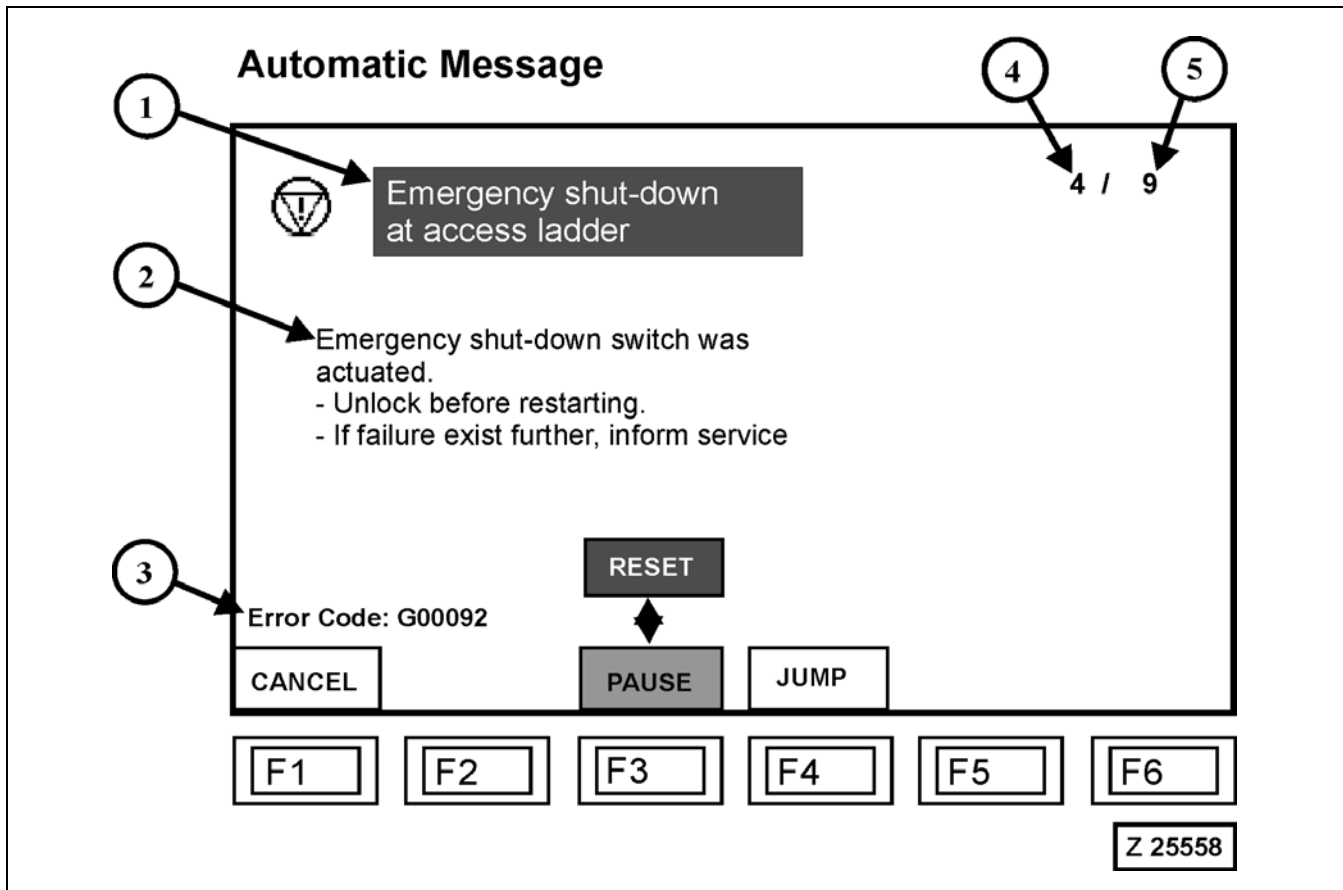 Automatic Message
4
5
1
4 / 9
Emergency shut-down
at access ladder
2
Emergency shut-down switch was
actuated.
- Unlock before restarting.
- If failure exist further, inform service
3
RESET
Error Code: G00092
CANCEL
PAUSE
JUMP
F1
F2
F3
F4
F5
F6
Z 25558